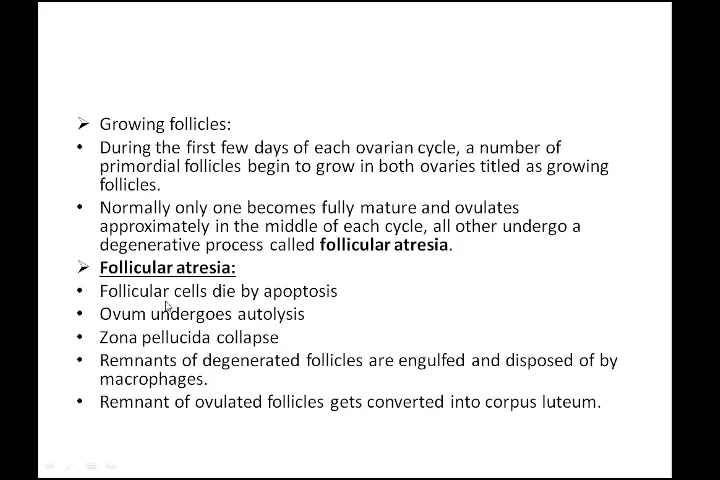 ➢ Growing follicles:
• During the first few days of each ovarian cycle, a number of
primordial follicles begin to grow in both ovaries titled as growing
follicles.
• Normally only one becomes fully mature and ovulates
approximately in the middle of each cycle, all other undergo a
degenerative process called follicular atresia.
➢ Follicular atresia:
• Follicular cells die by apoptosis
• Ovum undergoes autolysis
• Zona pellucida collapse
• Remnants of degenerated follicles are engulfed and disposed of by
macrophages.
• Remnant of ovulated follicles gets converted into corpus luteum.